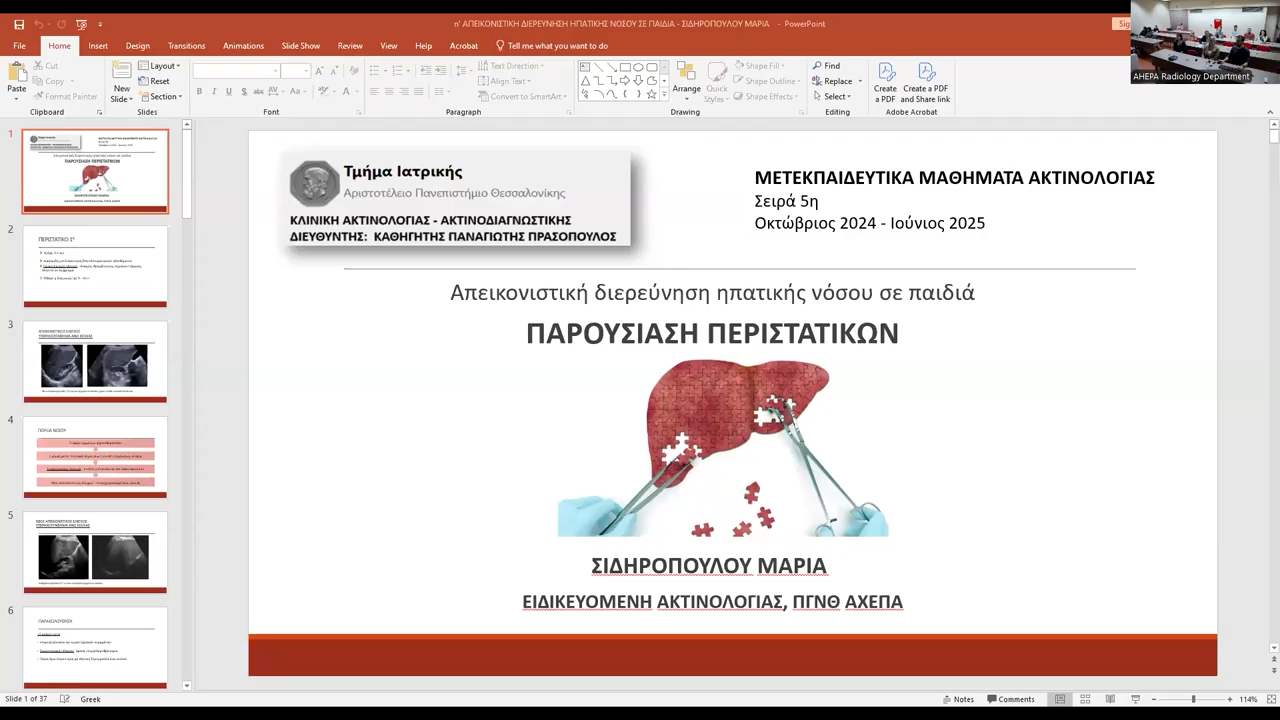 n' ΑΠΕΙΚΟΝΙΣΤΙΚΗ ΔΙΕΡΕΥΝΗΣΗ ΗΠΑΤΙΚΗΣ ΝΟΣΟΥ ΣΕ ΠΑΙΔΙΑ - ΣΙΔΗΡΟΠΟΥΛΟΥ ΜΑΡΙΑ - PowerPoint
File Home Insert Design Transitions Animations Slide Show Review View Help Acrobat Tell me what you want to do
AHEPA Radiology Department
Paste
Cut
Copy
Format Painter
Clipboard
New
Slide
Layout
Reset
Section
Slides
Font
Paragraph
Text Direction
Align Text
Convert to SmartArt
Arrange
Quick
Styles
Shape Fill
Shape Outline
Shape Effects
Drawing
Find
Replace
Select
Editing
Create
a PDF
Create a PDF
and Share link
Adobe Acrobat
1
2
3
4
5
6
ΠΕΡΙΣΤΑΤΙΚΟ 1º
ΠΟΡΕΙΑ ΝΟΣΟΥ
ΠΑΡΑΚΟΛΟΥΘΗΣΗ
Τμήμα Ιατρικής
Αριστοτέλειο Πανεπιστήμιο Θεσσαλονίκης
ΚΛΙΝΙΚΗ ΑΚΤΙΝΟΛΟΓΙΑΣ - ΑΚΤΙΝΟΔΙΑΓΝΩΣΤΙΚΗΣ
ΔΙΕΥΘΥΝΤΗΣ: ΚΑΘΗΓΗΤΗΣ ΠΑΝΑΓΙΩΤΗΣ ΠΡΑΣΟΠΟΥΛΟΣ
ΜΕΤΕΚΠΑΙΔΕΥΤΙΚΑ ΜΑΘΗΜΑΤΑ ΑΚΤΙΝΟΛΟΓΙΑΣ
Σειρά 5η
Οκτώβριος 2024 - Ιούνιος 2025
Απεικονιστική διερεύνηση ηπατικής νόσου σε παιδιά
ΠΑΡΟΥΣΙΑΣΗ ΠΕΡΙΣΤΑΤΙΚΩΝ
ΣΙΔΗΡΟΠΟΥΛΟΥ ΜΑΡΙΑ
ΕΙΔΙΚΕΥΟΜΕΝΗ ΑΚΤΙΝΟΛΟΓΙΑΣ, ΠΓΝΘ ΑΧΕΠΑ
Slide 1 of 37 Greek Notes Comments 114%